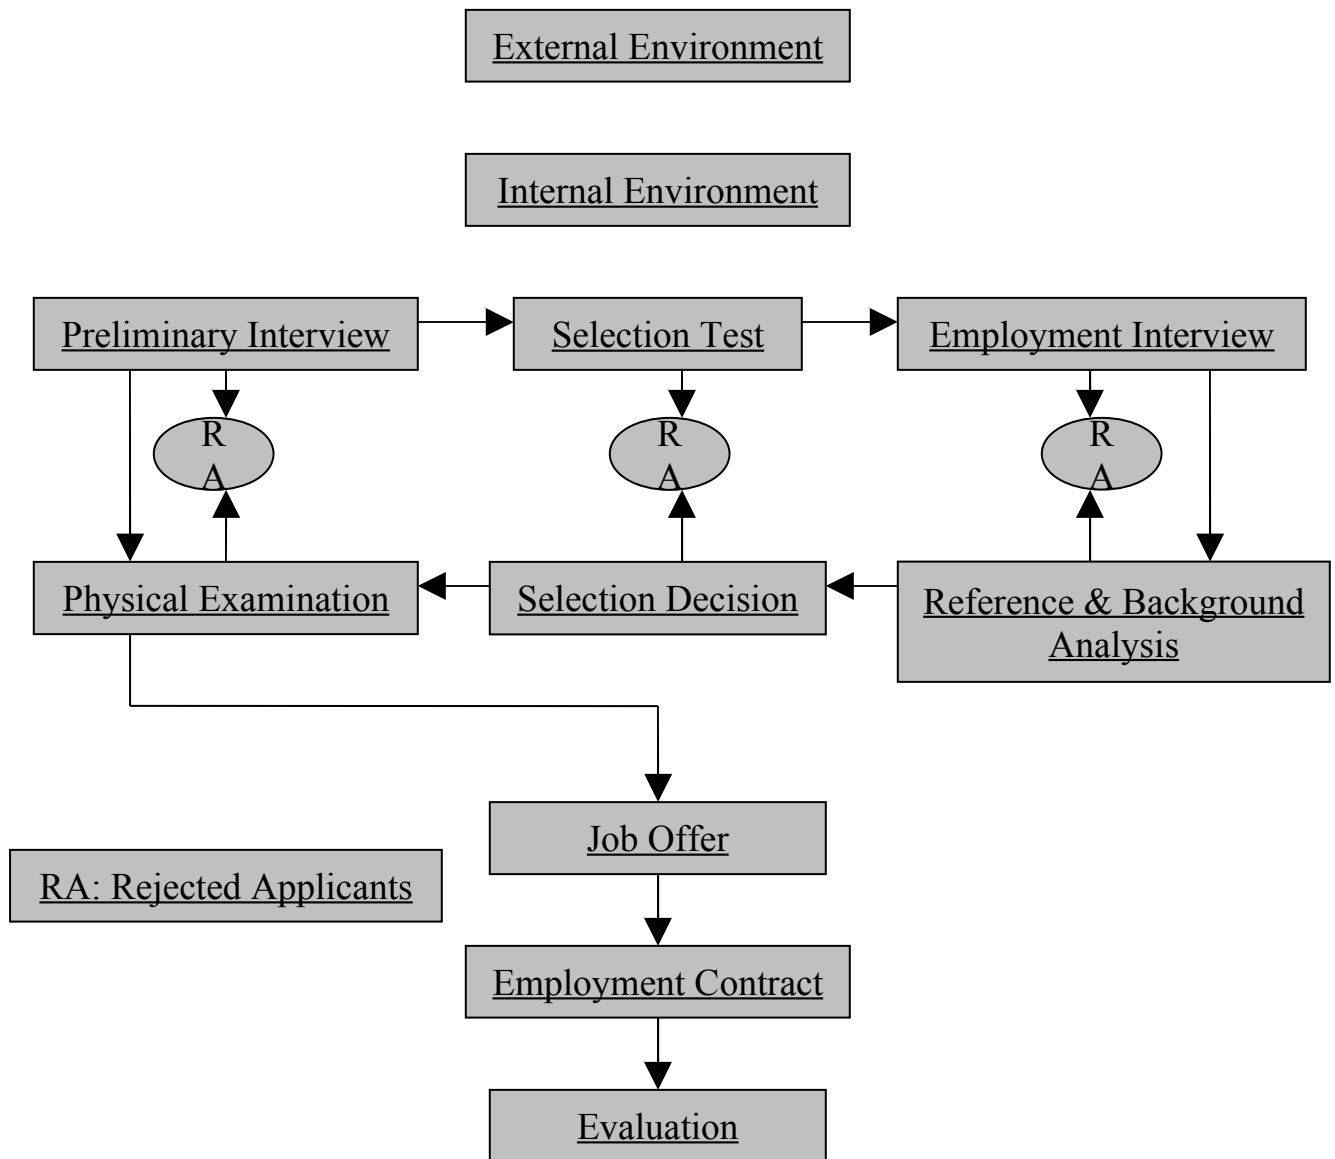 External Environment
Internal Environment
Preliminary Interview
Selection Test
Employment Interview
R
A
R
A
R
A
Physical Examination
Selection Decision
Reference & Background
Analysis
Job Offer
RA: Rejected Applicants
Employment Contract
Evaluation